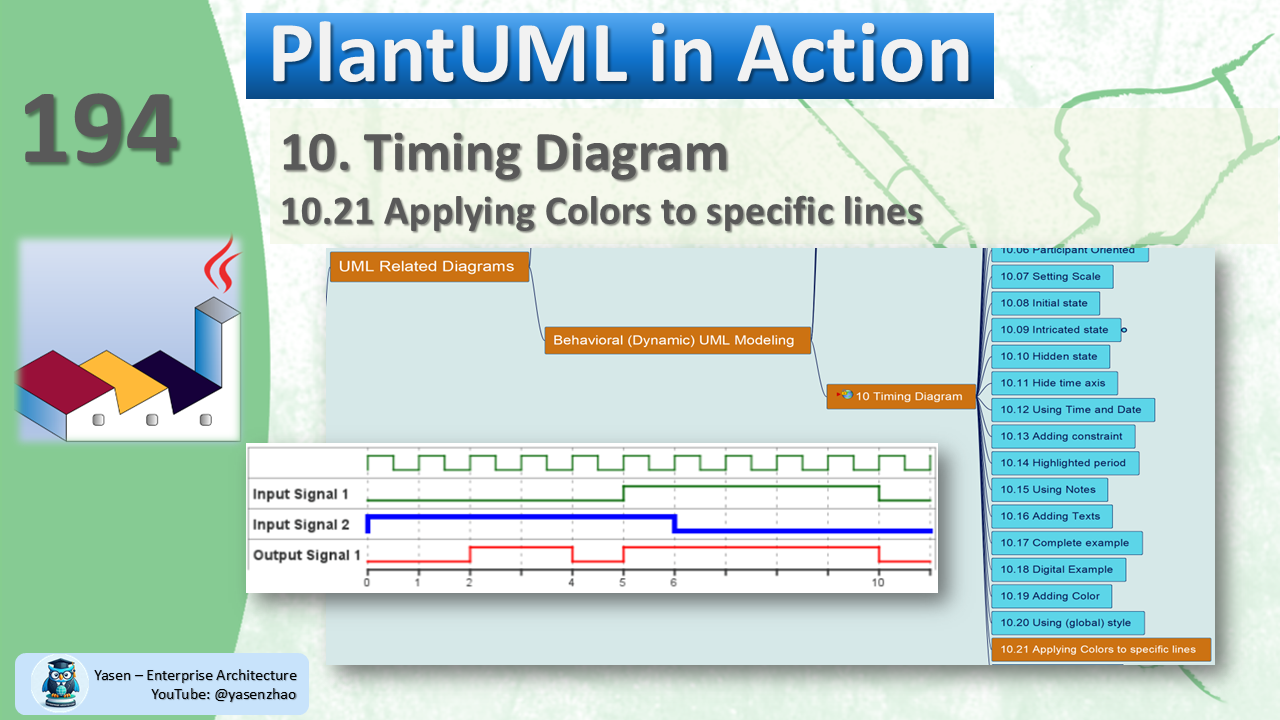 PlantUML in Action
194
10. Timing Diagram
10.21 Applying Colors to specific lines
UML Related Diagrams
Behavioral (Dynamic) UML Modeling
10 Timing Diagram
10.06 Participant Oriented
10.07 Setting Scale
10.08 Initial state
10.09 Intricated state
10.10 Hidden state
10.11 Hide time axis
10.12 Using Time and Date
10.13 Adding constraint
10.14 Highlighted period
10.15 Using Notes
10.16 Adding Texts
10.17 Complete example
10.18 Digital Example
10.19 Adding Color
10.20 Using (global) style
10.21 Applying Colors to specific lines
Input Signal 1
Input Signal 2
Output Signal 1
0 1 2 4 5 6 10
Yasen – Enterprise Architecture
YouTube: @yasenzhao